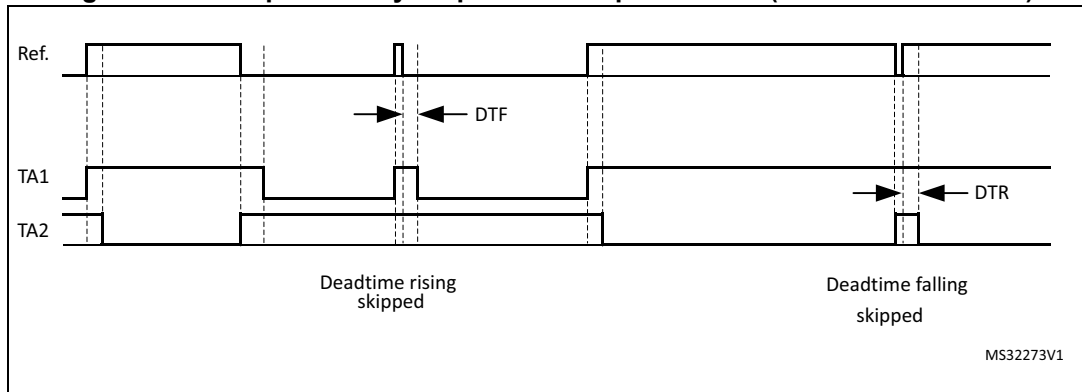 Ref.
DTF
TA1
DTR
TA2
Deadtime rising
skipped
Deadtime falling
skipped
MS32273V1